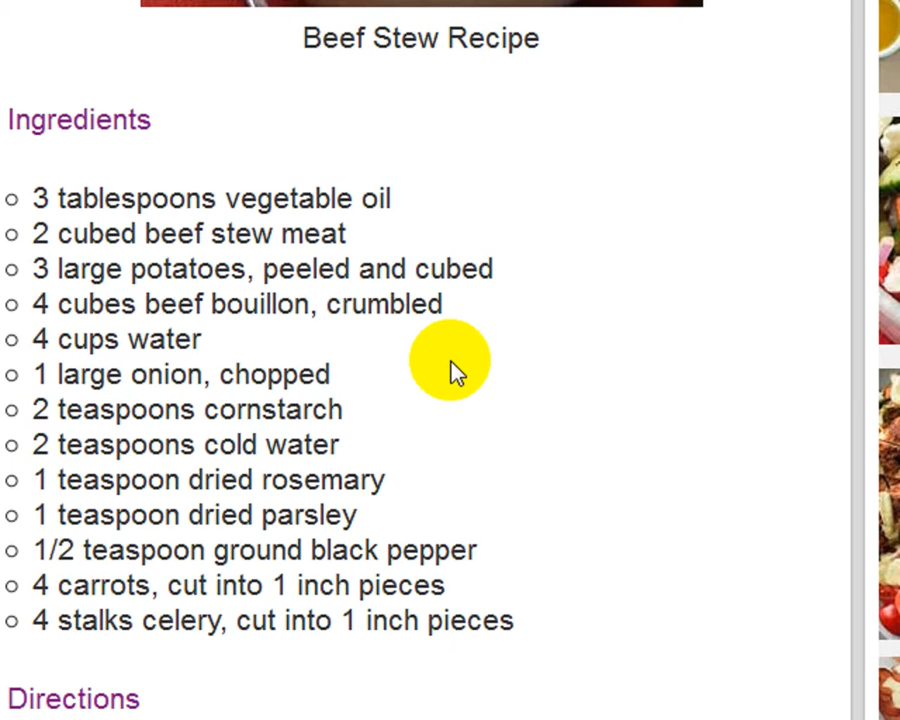 Beef Stew Recipe
Ingredients
3 tablespoons vegetable oil
2 cubed beef stew meat
3 large potatoes, peeled and cubed
4 cubes beef bouillon, crumbled
4 cups water
1 large onion, chopped
2 teaspoons cornstarch
2 teaspoons cold water
1 teaspoon dried rosemary
1 teaspoon dried parsley
1/2 teaspoon ground black pepper
4 carrots, cut into 1 inch pieces
4 stalks celery, cut into 1 inch pieces
Directions